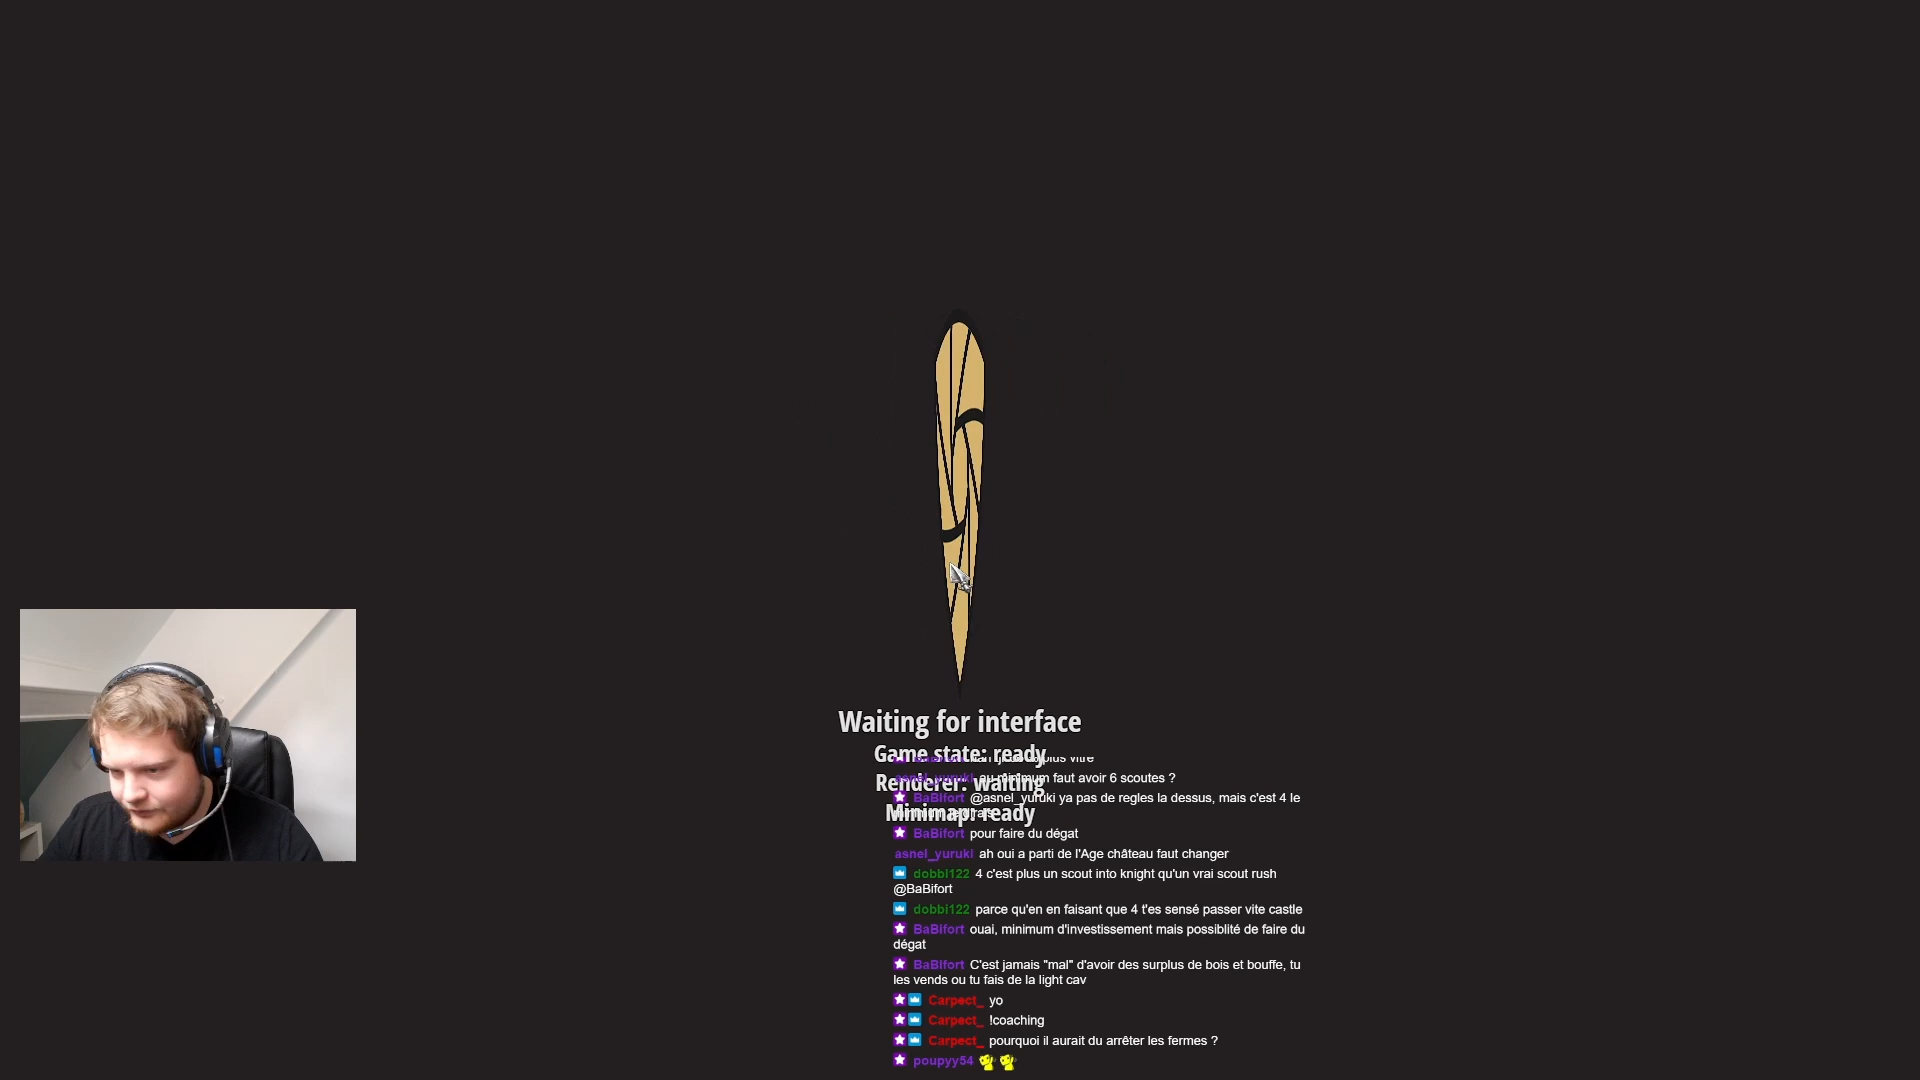 Waiting for interface
Game state: ready
plus vitre
asnel_yuruki au minimum faut avoir 6 scoutes ?
Renderer: waiting
BaBifort @asnel_yuruki ya pas de regles la dessus, mais c'est 4 le
Minimap: ready
BaBifort pour faire du dégat
asnel_yuruki ah oui a parti de l'Age château faut changer
dobbi122 4 c'est plus un scout into knight qu'un vrai scout rush
@BaBifort
dobbi122 parce qu'en en faisant que 4 t'es sensé passer vite castle
BaBifort ouai, minimum d'investissement mais possiblité de faire du
dégat
BaBifort C'est jamais "mal" d'avoir des surplus de bois et bouffe, tu
les vends ou tu fais de la light cav
Carpect_ yo
Carpect_ !coaching
Carpect_ pourquoi il aurait du arrêter les fermes ?
poupyy54